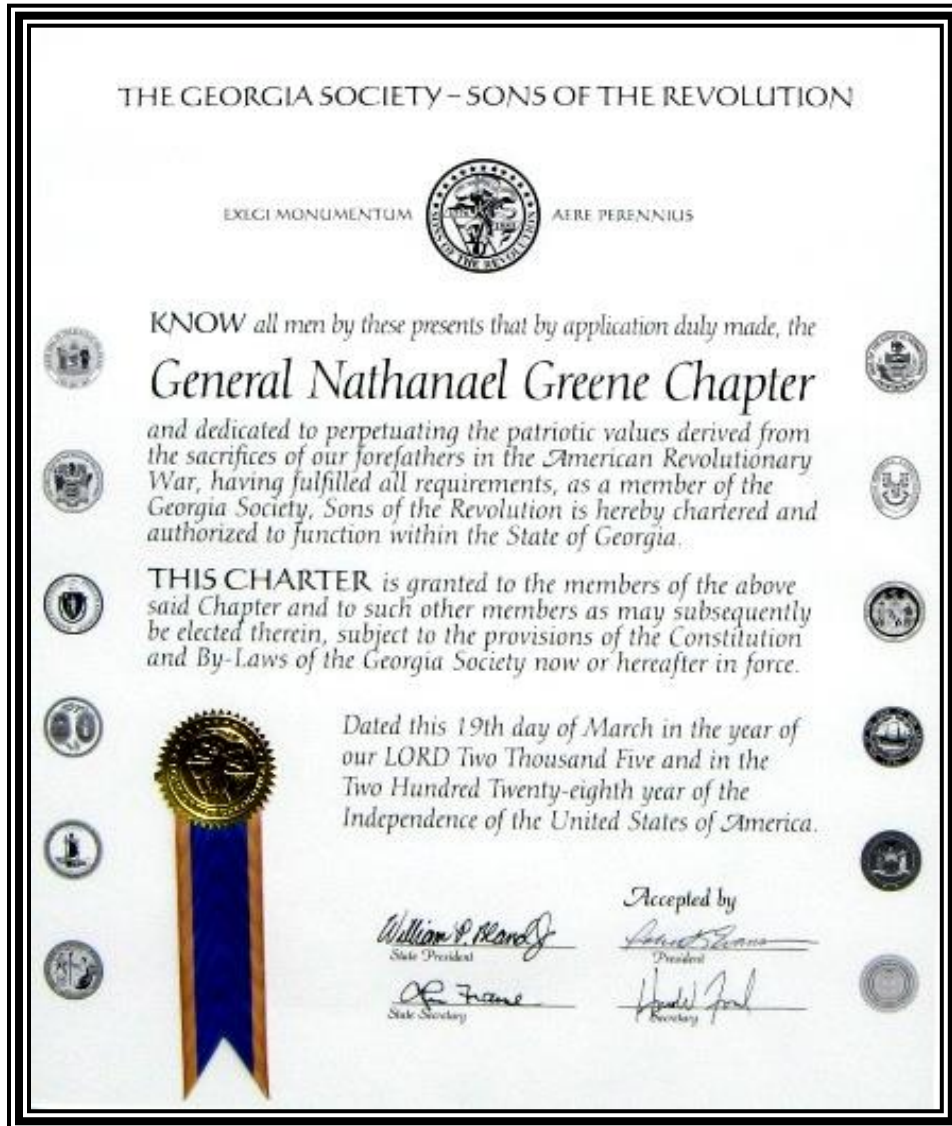 THE GEORGIA SOCIETY – SONS OF THE REVOLUTION
EXEGI MONUMENTUM
AERE PERENNIUS
SONS OF THE REVOLUTION
KNOW all men by these presents that by application duly made, the
General Nathanael Greene Chapter
and dedicated to perpetuating the patriotic values derived from
the sacrifices of our forefathers in the American Revolutionary
War, having fulfilled all requirements, as a member of the
Georgia Society, Sons of the Revolution is hereby chartered and
authorized to function within the State of Georgia.
THIS CHARTER is granted to the members of the above
said Chapter and to such other members as may subsequently
be elected therein, subject to the provisions of the Constitution
and By-Laws of the Georgia Society now or hereafter in force.
Dated this 19th day of March in the year of
our LORD Two Thousand Five and in the
Two Hundred Twenty-eighth year of the
Independence of the United States of America.
Accepted by
William P. Bland Jr
State President
President
State Secretary
Secretary